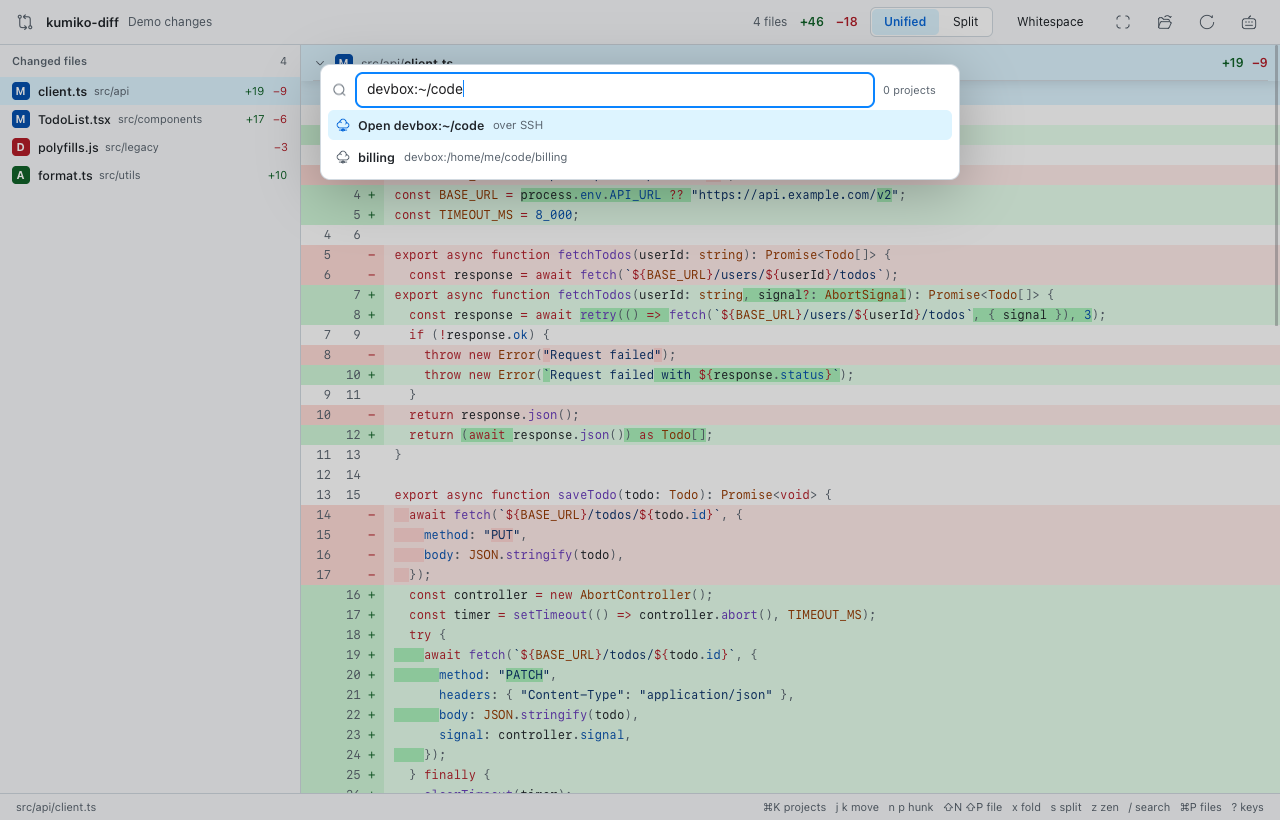 kumiko-diff Demo changes 4 files +46 −18 Unified Split Whitespace
Changed files 4
M client.ts src/api +19 −9
M TodoList.tsx src/components +17 −6
D polyfills.js src/legacy −3
A format.ts src/utils +10
M src/api/client.ts +19 −9
devbox:~/code 0 projects
Open devbox:~/code over SSH
billing devbox:/home/me/code/billing
4 + const BASE_URL = process.env.API_URL ?? "https://api.example.com/v2";
5 + const TIMEOUT_MS = 8_000;
4 6
5 − export async function fetchTodos(userId: string): Promise<Todo[]> {
6 − const response = await fetch(`${BASE_URL}/users/${userId}/todos`);
7 + export async function fetchTodos(userId: string, signal?: AbortSignal): Promise<Todo[]> {
8 + const response = await retry(() => fetch(`${BASE_URL}/users/${userId}/todos`, { signal }), 3);
7 9 if (!response.ok) {
8 − throw new Error("Request failed");
10 + throw new Error(`Request failed with ${response.status}`);
9 11 }
10 − return response.json();
12 + return (await response.json()) as Todo[];
11 13 }
12 14
13 15 export async function saveTodo(todo: Todo): Promise<void> {
14 − await fetch(`${BASE_URL}/todos/${todo.id}`, {
15 − method: "PUT",
16 − body: JSON.stringify(todo),
17 − });
16 + const controller = new AbortController();
17 + const timer = setTimeout(() => controller.abort(), TIMEOUT_MS);
18 + try {
19 + await fetch(`${BASE_URL}/todos/${todo.id}`, {
20 + method: "PATCH",
21 + headers: { "Content-Type": "application/json" },
22 + body: JSON.stringify(todo),
23 + signal: controller.signal,
24 + });
25 + } finally {
src/api/client.ts ⌘K projects j k move n p hunk ⇧N ⇧P file x fold s split z zen / search ⌘P files ? keys